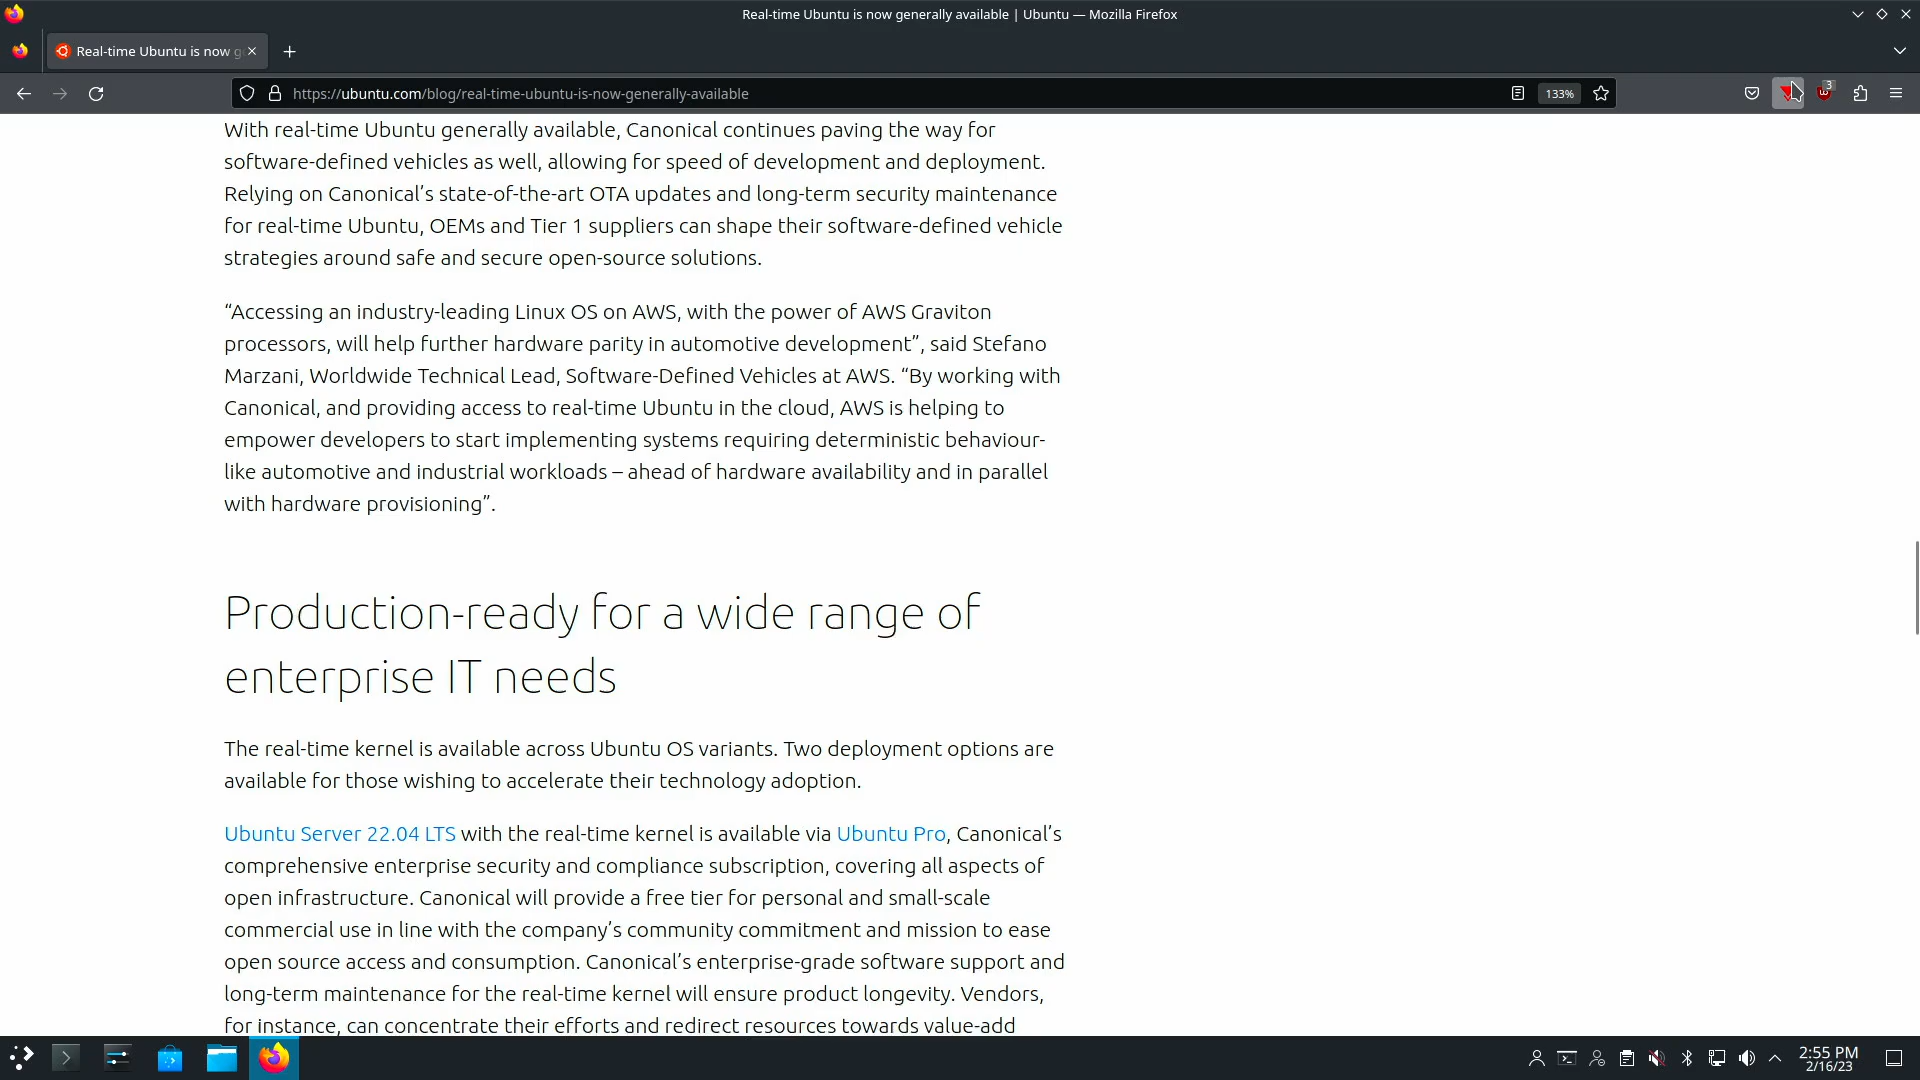 Real-time Ubuntu is now generally available | Ubuntu — Mozilla Firefox
Real-time Ubuntu is now g
https://ubuntu.com/blog/real-time-ubuntu-is-now-generally-available
133%
3
With real-time Ubuntu generally available, Canonical continues paving the way for
software-defined vehicles as well, allowing for speed of development and deployment.
Relying on Canonical’s state-of-the-art OTA updates and long-term security maintenance
for real-time Ubuntu, OEMs and Tier 1 suppliers can shape their software-defined vehicle
strategies around safe and secure open-source solutions.
“Accessing an industry-leading Linux OS on AWS, with the power of AWS Graviton
processors, will help further hardware parity in automotive development”, said Stefano
Marzani, Worldwide Technical Lead, Software-Defined Vehicles at AWS. “By working with
Canonical, and providing access to real-time Ubuntu in the cloud, AWS is helping to
empower developers to start implementing systems requiring deterministic behaviour-
like automotive and industrial workloads – ahead of hardware availability and in parallel
with hardware provisioning”.
Production-ready for a wide range of
enterprise IT needs
The real-time kernel is available across Ubuntu OS variants. Two deployment options are
available for those wishing to accelerate their technology adoption.
Ubuntu Server 22.04 LTS with the real-time kernel is available via Ubuntu Pro, Canonical’s
comprehensive enterprise security and compliance subscription, covering all aspects of
open infrastructure. Canonical will provide a free tier for personal and small-scale
commercial use in line with the company’s community commitment and mission to ease
open source access and consumption. Canonical’s enterprise-grade software support and
long-term maintenance for the real-time kernel will ensure product longevity. Vendors,
for instance, can concentrate their efforts and redirect resources towards value-add
2:55 PM
2/16/23